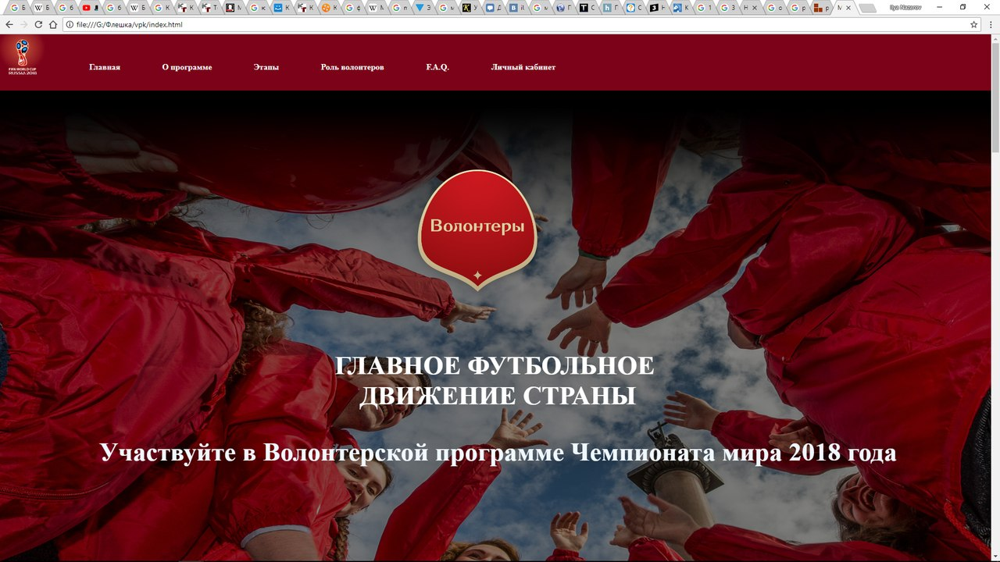 Ilya Nazarov
file:///G:/Флешка/vpk/index.html
FIFA WORLD CUP
RUSSIA 2018
Главная
О программе
Этапы
Роль волонтеров
F.A.Q.
Личный кабинет
Волонтеры
ГЛАВНОЕ ФУТБОЛЬНОЕ
ДВИЖЕНИЕ СТРАНЫ
Участвуйте в Волонтерской программе Чемпионата мира 2018 года